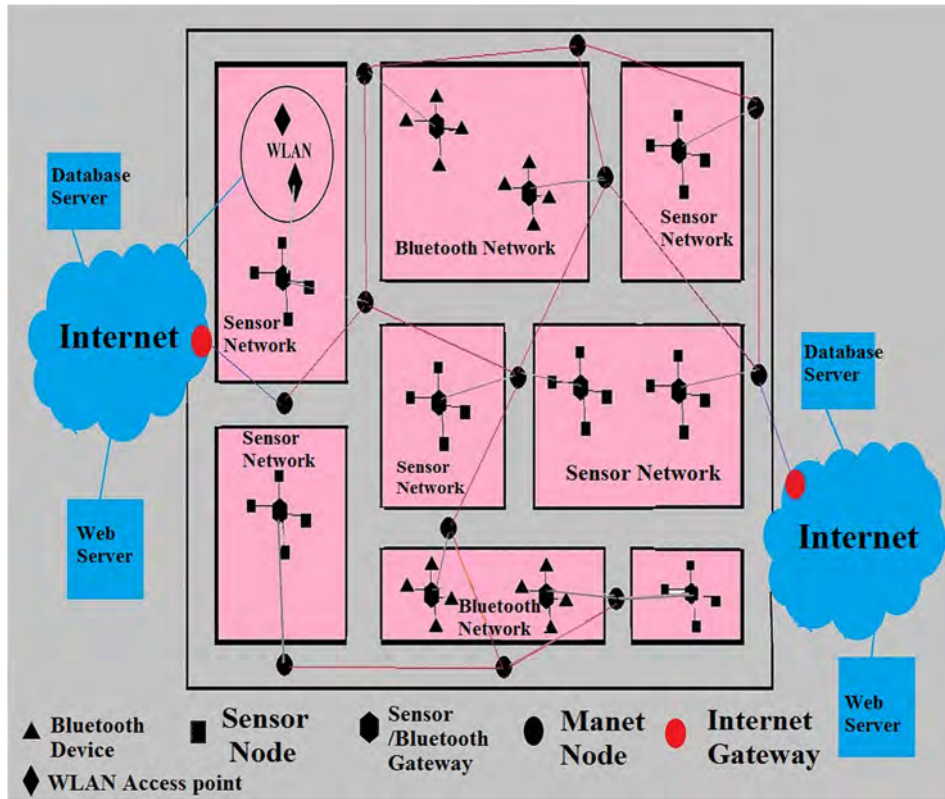 WLAN
Database
Server
Bluetooth Network
Sensor
Network
Internet
Sensor
Network
Database
Server
Sensor
Network
Sensor
Network
Sensor Network
Web
Server
Internet
Bluetooth
Network
Web
Server
Bluetooth
Device
Sensor
Node
Sensor
/Bluetooth
Gateway
Manet
Node
Internet
Gateway
WLAN Access point